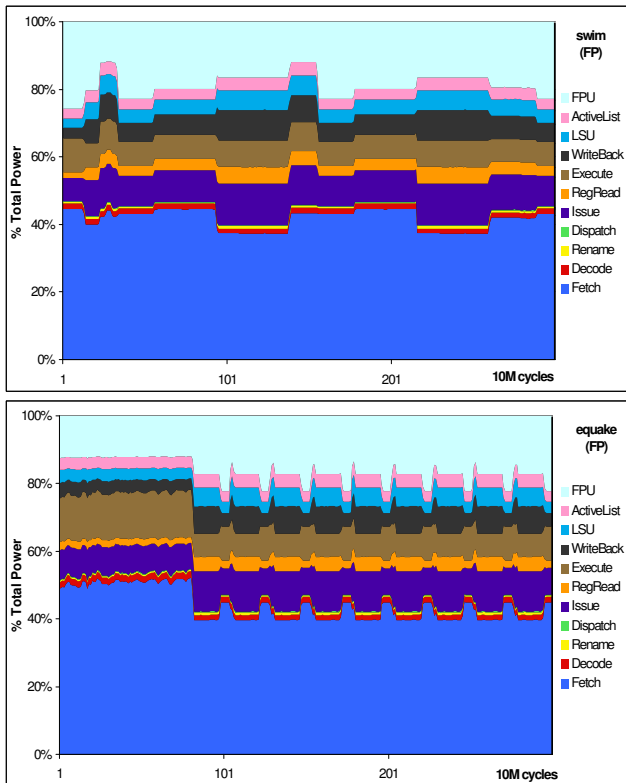 100%
80%
60%
40%
20%
0%
% Total Power
1
101
201
10M cycles
swim
(FP)
FPU
ActiveList
LSU
WriteBack
Execute
RegRead
Issue
Dispatch
Rename
Decode
Fetch
100%
80%
60%
40%
20%
0%
% Total Power
1
101
201
10M cycles
equake
(FP)
FPU
ActiveList
LSU
WriteBack
Execute
RegRead
Issue
Dispatch
Rename
Decode
Fetch